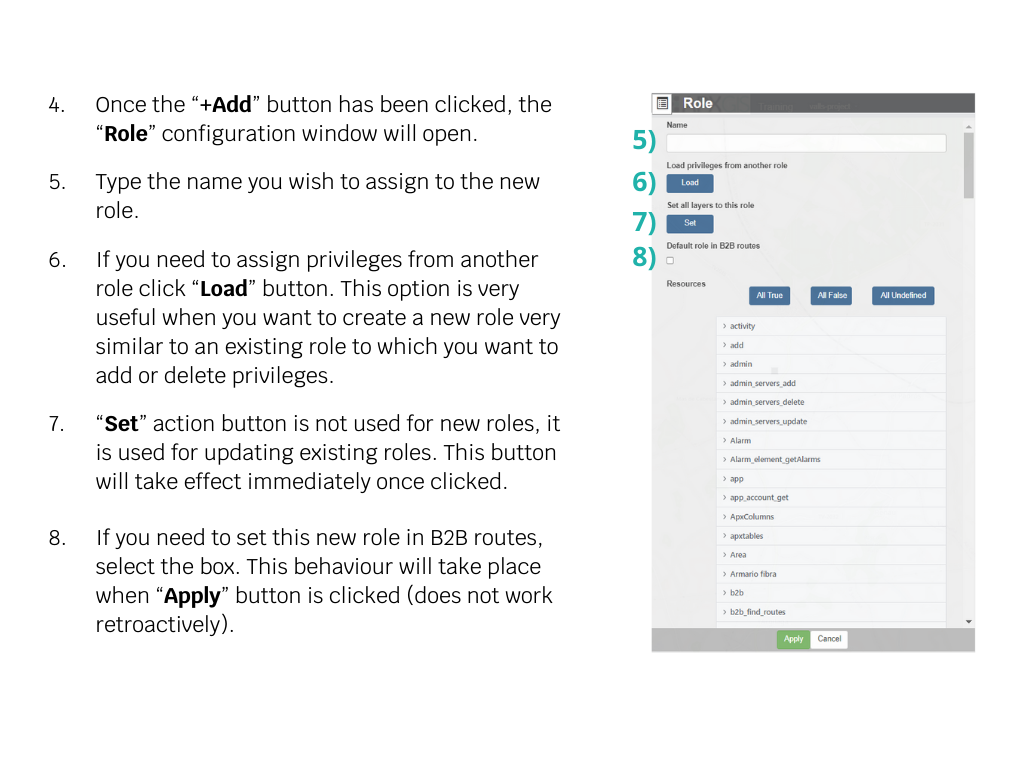 4. Once the “+Add” button has been clicked, the
“Role” configuration window will open.
5. Type the name you wish to assign to the new
role.
6. If you need to assign privileges from another
role click “Load” button. This option is very
useful when you want to create a new role very
similar to an existing role to which you want to
add or delete privileges.
7. “Set” action button is not used for new roles, it
is used for updating existing roles. This button
will take effect immediately once clicked.
8. If you need to set this new role in B2B routes,
select the box. This behaviour will take place
when “Apply” button is clicked (does not work
retroactively).
Role
Name
5)
Load privileges from another role
6) Load
Set all layers to this role
7) Set
Default role in B2B routes
8)
Resources
All True All False All Undefined
> activity
> add
> admin
> admin_servers_add
> admin_servers_delete
> admin_servers_update
> Alarm
> Alarm_element_getAlarms
> app
> app_account_get
> ApxColumns
> apxtables
> Area
> Armario fibra
> b2b
> b2b_find_routes
Apply Cancel